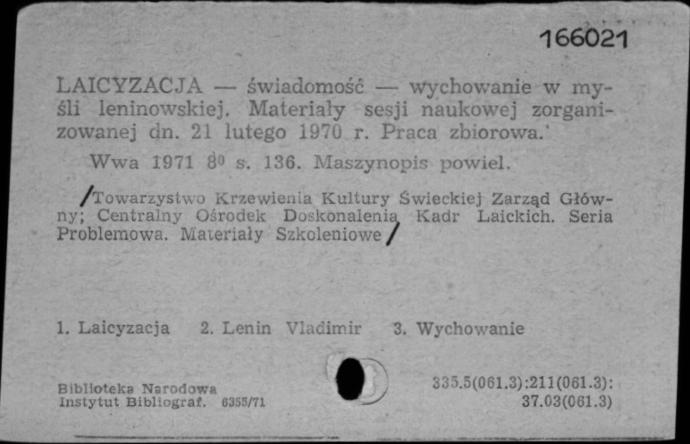 166021
LAICYZACJA — świadomość — wychowanie w my-
śli leninowskiej. Materiały sesji naukowej zorgani-
zowanej dn. 21 lutego 1970 r. Praca zbiorowa.
Wwa 1971 8⁰ s. 136. Maszynopis powiel.
/Towarzystwo Krzewienia Kultury Świeckiej Zarząd Głów-
ny; Centralny Ośrodek Doskonalenia Kadr Laickich. Seria
Problemowa. Materiały Szkoleniowe/
1. Laicyzacja 2. Lenin Vladimir 3. Wychowanie
Biblioteka Narodowa
Instytut Bibliograf. 6355/71
335.5(061.3):211(061.3):
37.03(061.3)